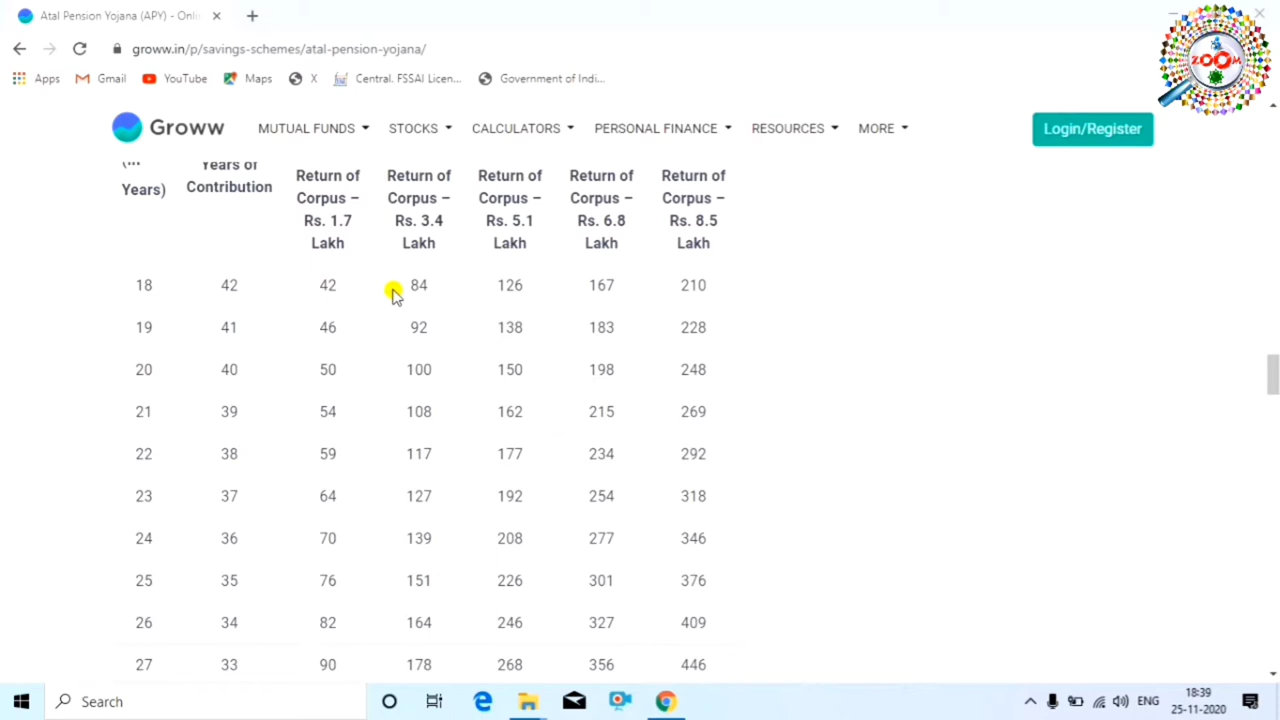 Atal Pension Yojana (APY) - Onli
groww.in/p/savings-schemes/atal-pension-yojana/
Apps Gmail YouTube Maps X Central. FSSAI Licen... Government of Indi...
ZOOM
Groww MUTUAL FUNDS STOCKS CALCULATORS PERSONAL FINANCE RESOURCES MORE Login/Register
Years)
Years of
Contribution
Return of
Corpus –
Rs. 1.7
Lakh
Return of
Corpus –
Rs. 3.4
Lakh
Return of
Corpus –
Rs. 5.1
Lakh
Return of
Corpus –
Rs. 6.8
Lakh
Return of
Corpus –
Rs. 8.5
Lakh
18 42 42 84 126 167 210
19 41 46 92 138 183 228
20 40 50 100 150 198 248
21 39 54 108 162 215 269
22 38 59 117 177 234 292
23 37 64 127 192 254 318
24 36 70 139 208 277 346
25 35 76 151 226 301 376
26 34 82 164 246 327 409
27 33 90 178 268 356 446
Search
ENG
18:39
25-11-2020